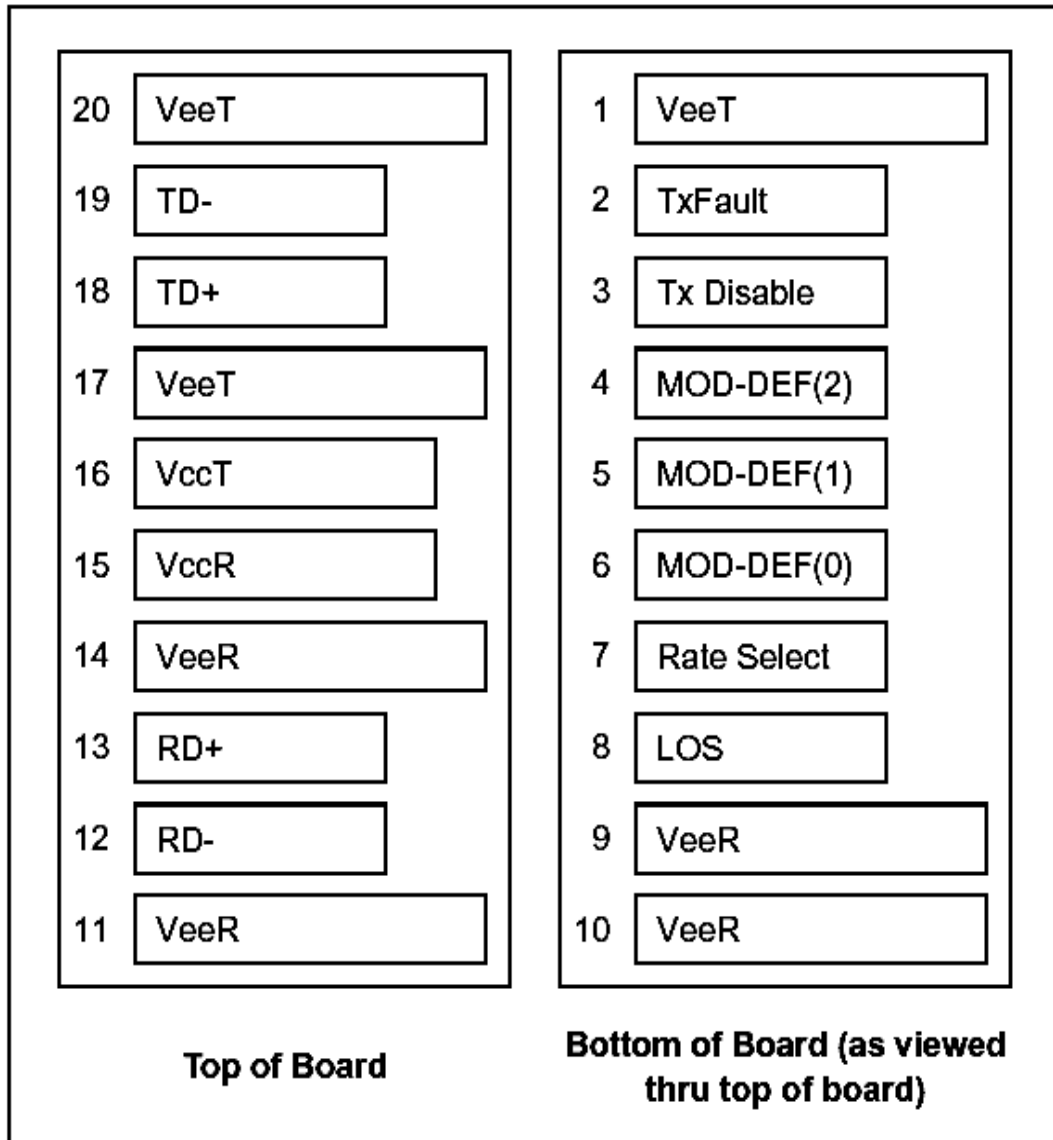 20 VeeT
19 TD-
18 TD+
17 VeeT
16 VccT
15 VccR
14 VeeR
13 RD+
12 RD-
11 VeeR
Top of Board
1 VeeT
2 TxFault
3 Tx Disable
4 MOD-DEF(2)
5 MOD-DEF(1)
6 MOD-DEF(0)
7 Rate Select
8 LOS
9 VeeR
10 VeeR
Bottom of Board (as viewed
thru top of board)